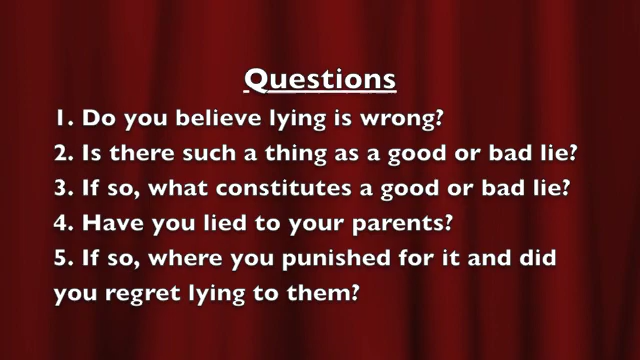 Questions
1. Do you believe lying is wrong?
2. Is there such a thing as a good or bad lie?
3. If so, what constitutes a good or bad lie?
4. Have you lied to your parents?
5. If so, where you punished for it and did
you regret lying to them?